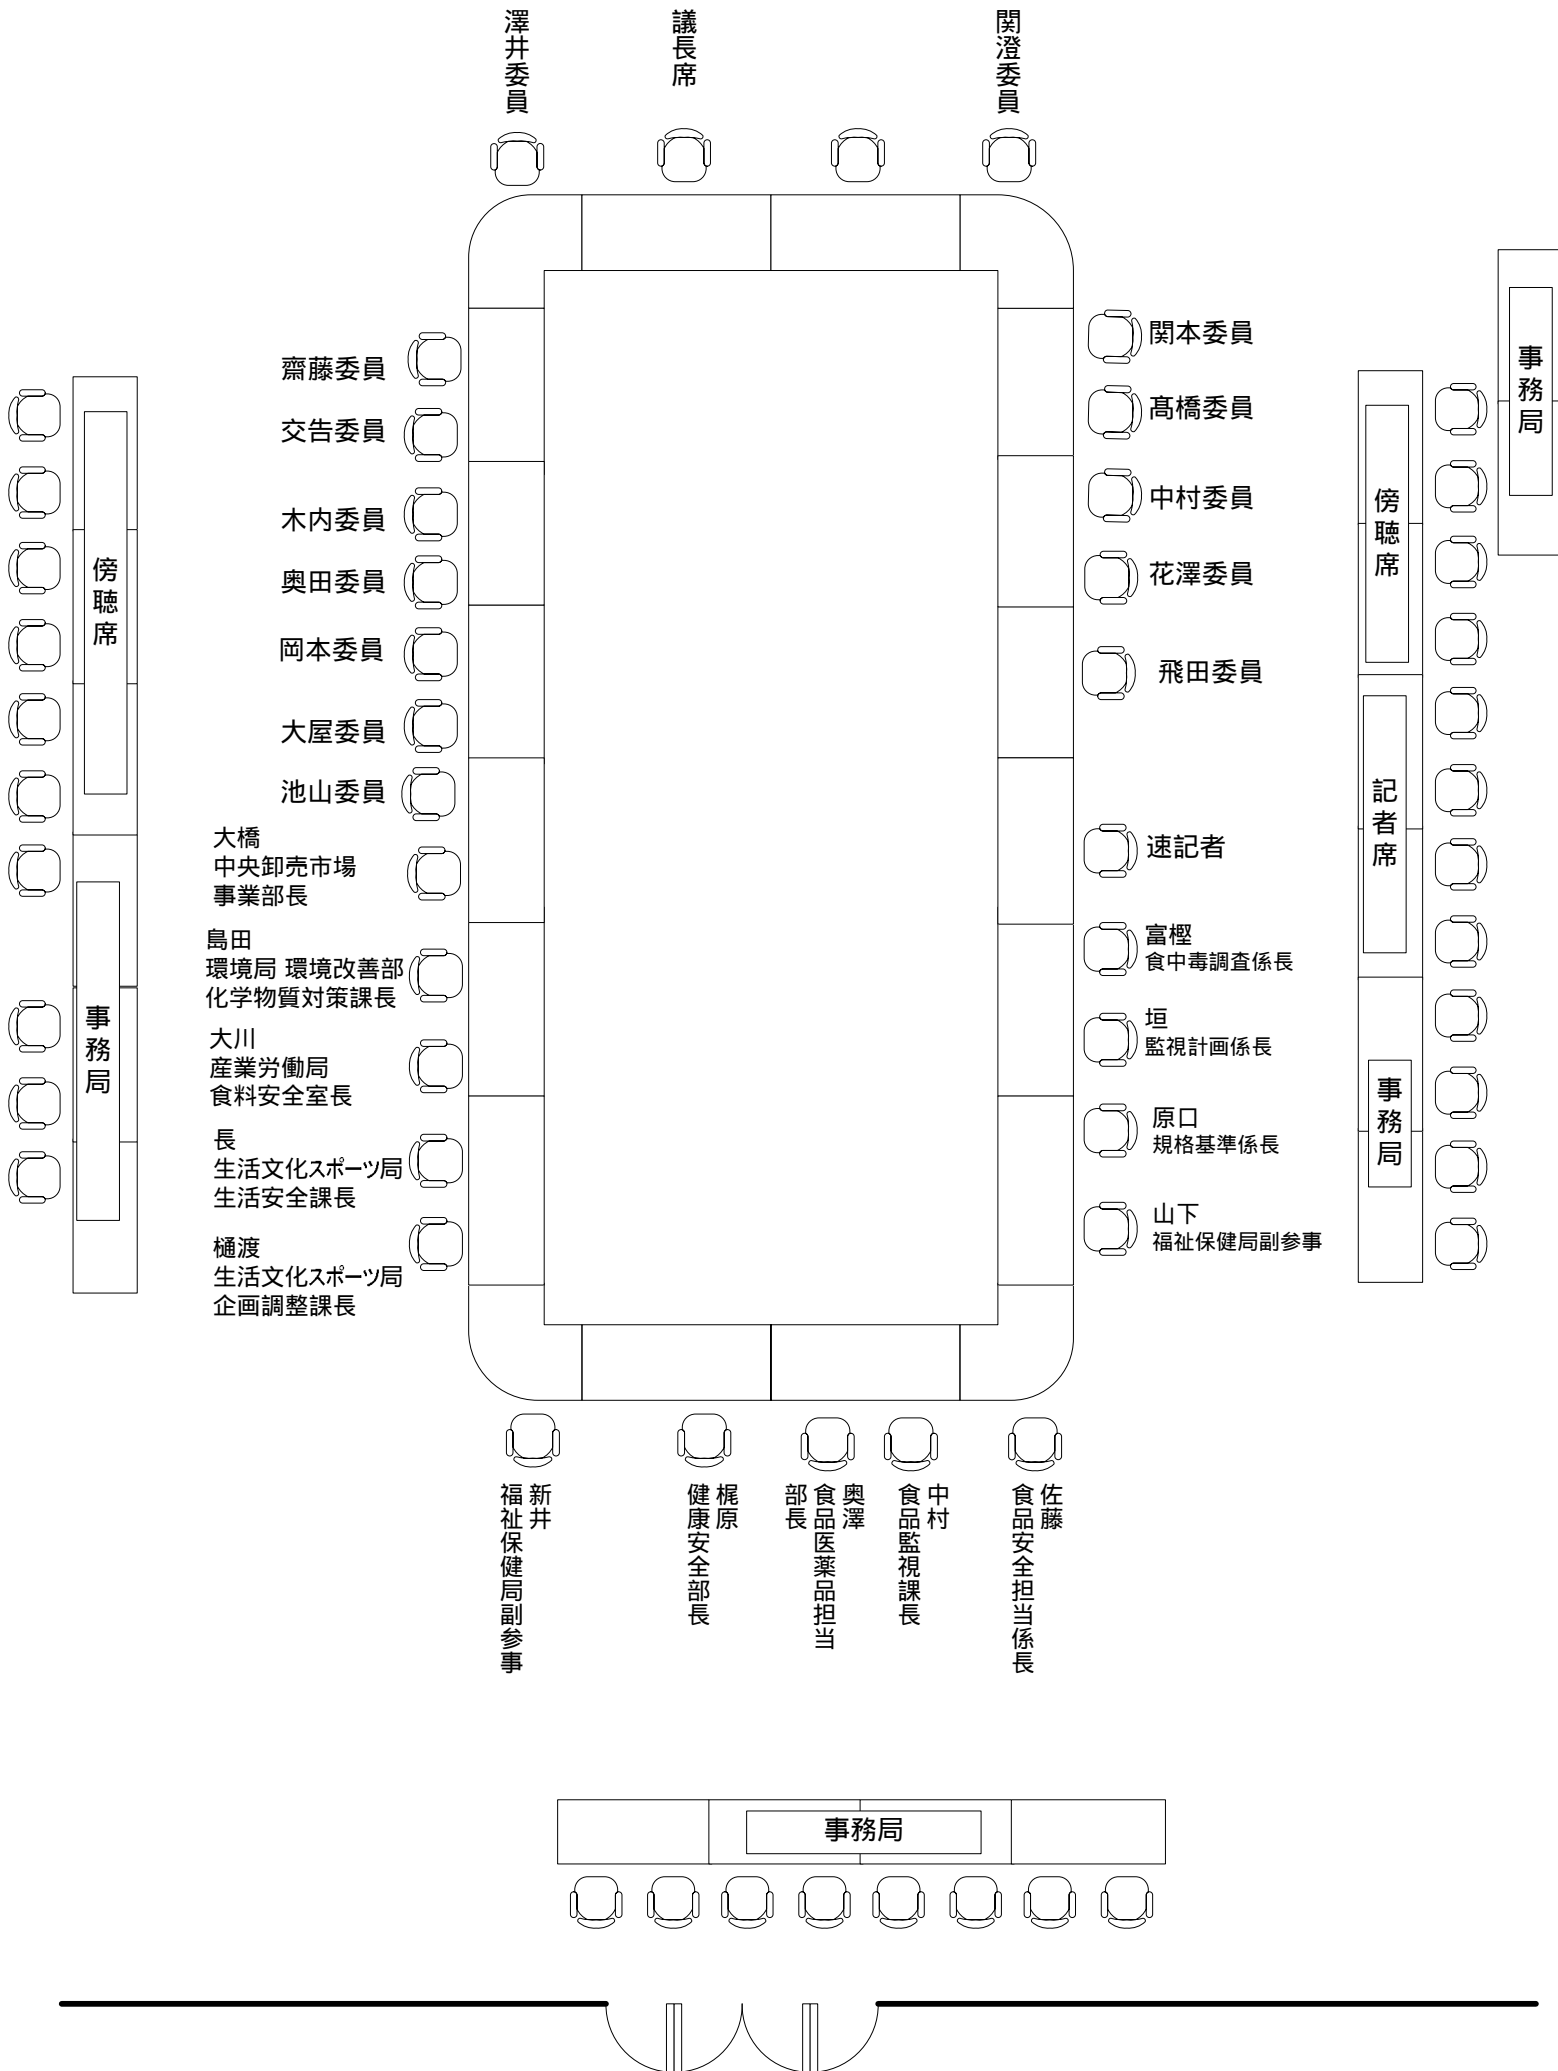 澤井委員
議長席
関澄委員
齋藤委員
交告委員
木内委員
奥田委員
岡本委員
大屋委員
池山委員
大橋
中央卸売市場
事業部長
島田
環境局 環境改善部
化学物質対策課長
大川
産業労働局
食料安全室長
長
生活文化スポーツ局
生活安全課長
樋渡
生活文化スポーツ局
企画調整課長
関本委員
髙橋委員
中村委員
花澤委員
飛田委員
速記者
富樫
食中毒調査係長
垣
監視計画係長
原口
規格基準係長
山下
福祉保健局副参事
傍聴席
事務局
事務局
傍聴席
記者席
事務局
新井
福祉保健局副参事
梶原
健康安全部長
奥澤
食品医薬品担当
部長
中村
食品監視課長
佐藤
食品安全担当係長
事務局